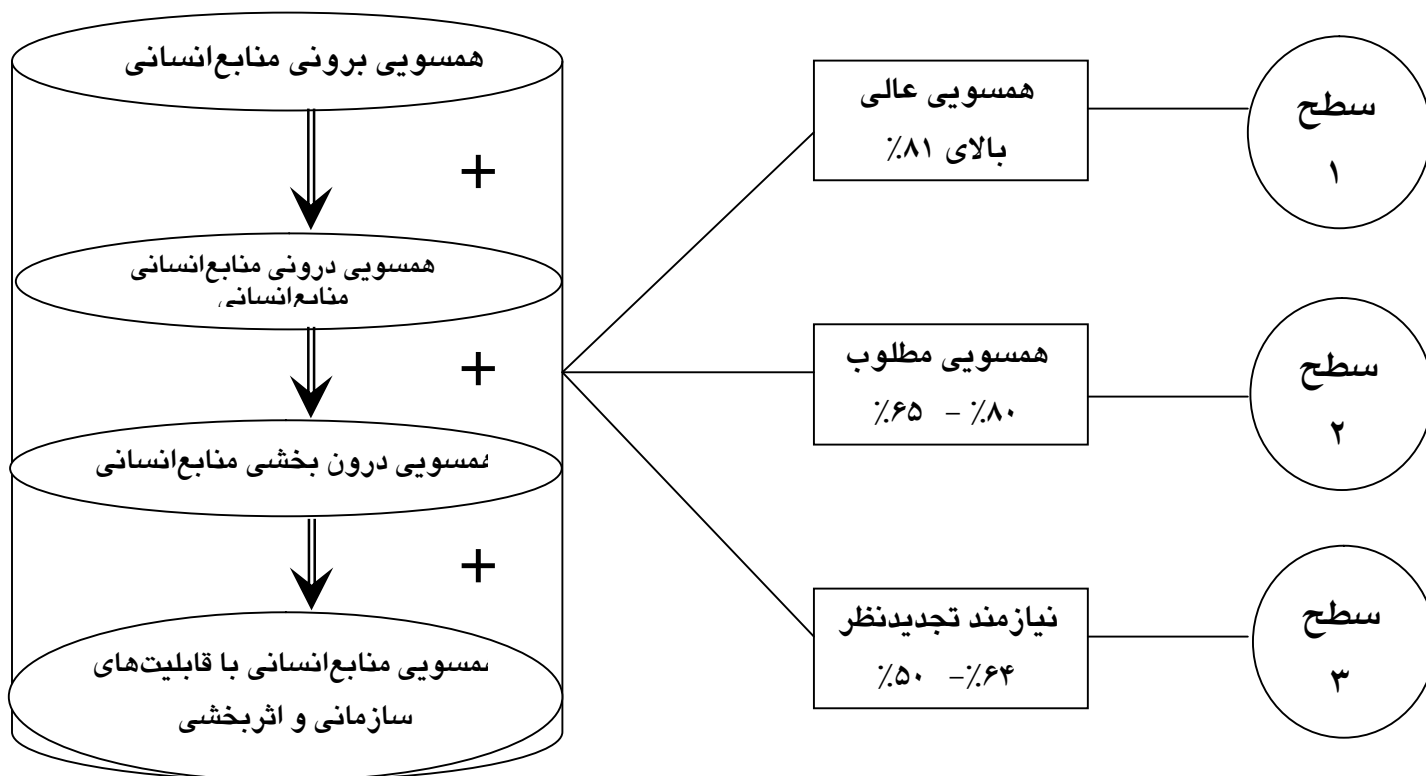 همسویی برونی منابع‌انسانی
+
همسویی درونی منابع‌انسانی
منابع‌انسانی
+
همسویی درون بخشی منابع‌انسانی
+
همسویی منابع‌انسانی با قابلیت‌های
سازمانی و اثربخشی
همسویی عالی
بالای ۸۱٪
سطح
۱
همسویی مطلوب
۸۰٪ – ۶۵٪
سطح
۲
نیازمند تجدیدنظر
۶۴٪ – ۵۰٪
سطح
۳